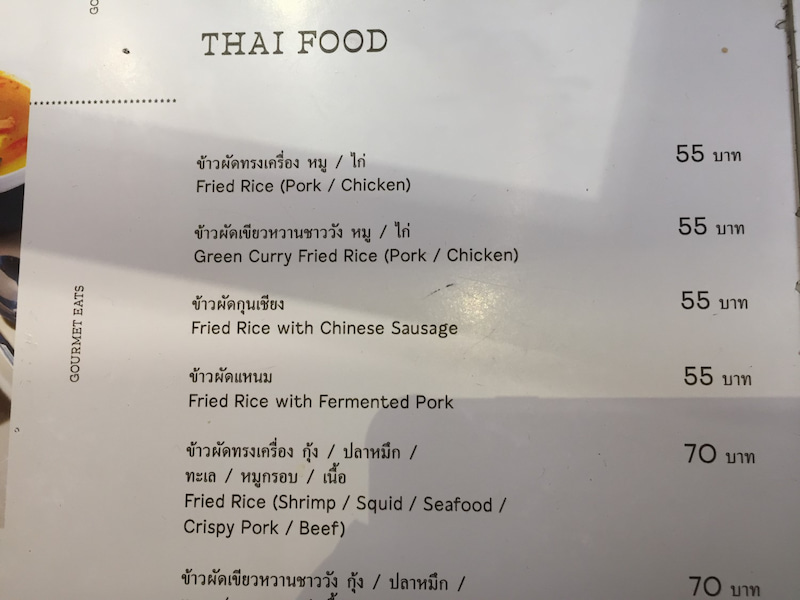 GO
THAI FOOD
ข้าวผัดทรงเครื่อง หมู / ไก่
55 บาท
Fried Rice (Pork / Chicken)
ข้าวผัดเขียวหวานชาววัง หมู / ไก่
55 บาท
Green Curry Fried Rice (Pork / Chicken)
ข้าวผัดกุนเชียง
55 บาท
Fried Rice with Chinese Sausage
ข้าวผัดแหนม
55 บาท
Fried Rice with Fermented Pork
ข้าวผัดทรงเครื่อง กุ้ง / ปลาหมึก /
70 บาท
ทะเล / หมูกรอบ / เนื้อ
Fried Rice (Shrimp / Squid / Seafood /
Crispy Pork / Beef)
ข้าวผัดเขียวหวานชาววัง กุ้ง / ปลาหมึก /
70 บาท
GOURMET EATS